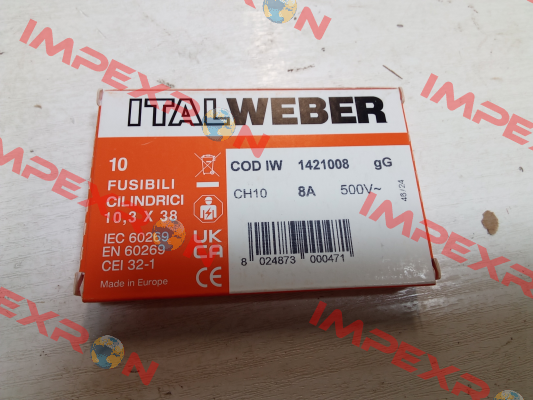 ITALWEBER
10
FUSIBILI
CILINDRICI
10,3 X 38
IEC 60269
EN 60269
CEI 32-1
Made in Europe
UK
CA
CE
COD IW 1421008 gG
CH10 8A 500V~
46/24
8 024873 000471
IMPEXRON
IMPEXRON
IMPEXRON
IMPEXRON
IMPEXRON